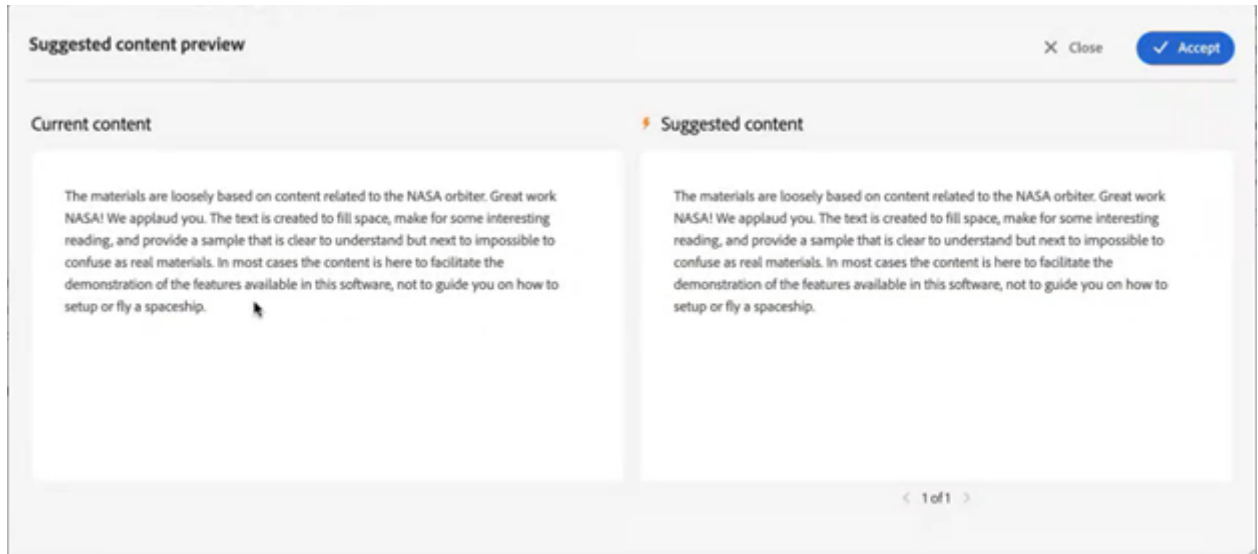 Suggested content preview
Close
Accept
Current content
The materials are loosely based on content related to the NASA orbiter. Great work
NASA! We applaud you. The text is created to fill space, make for some interesting
reading, and provide a sample that is clear to understand but next to impossible to
confuse as real materials. In most cases the content is here to facilitate the
demonstration of the features available in this software, not to guide you on how to
setup or fly a spaceship.
Suggested content
The materials are loosely based on content related to the NASA orbiter. Great work
NASA! We applaud you. The text is created to fill space, make for some interesting
reading, and provide a sample that is clear to understand but next to impossible to
confuse as real materials. In most cases the content is here to facilitate the
demonstration of the features available in this software, not to guide you on how to
setup or fly a spaceship.
1 of 1